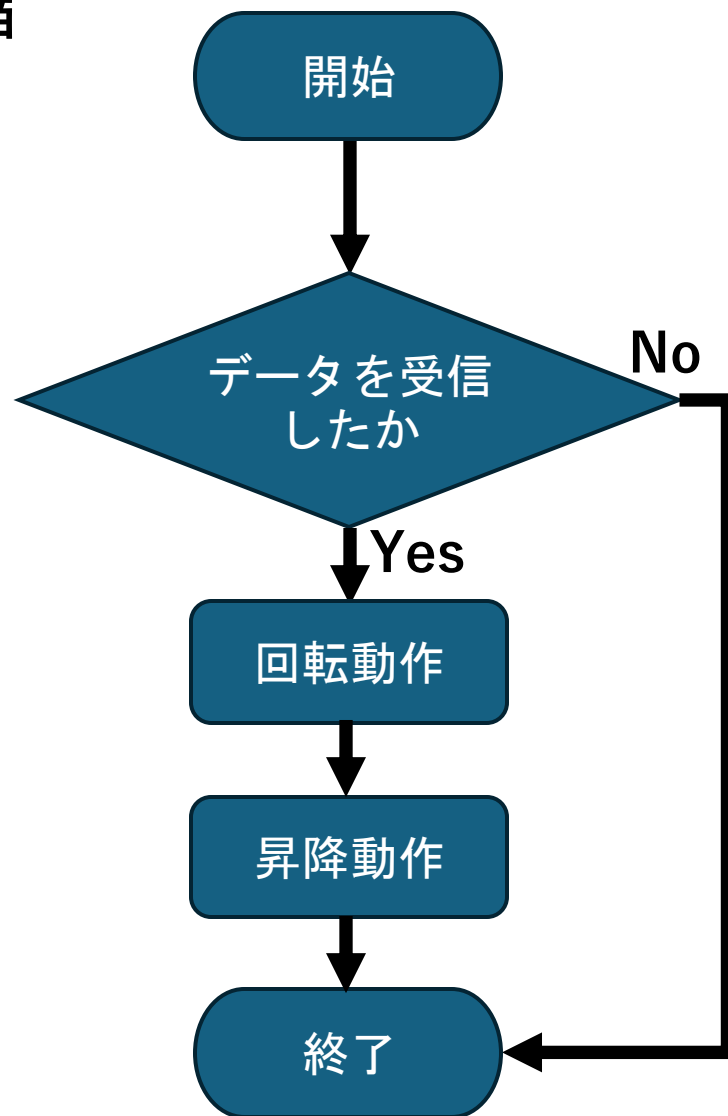 開始
データを受信
したか
No
Yes
回転動作
昇降動作
終了